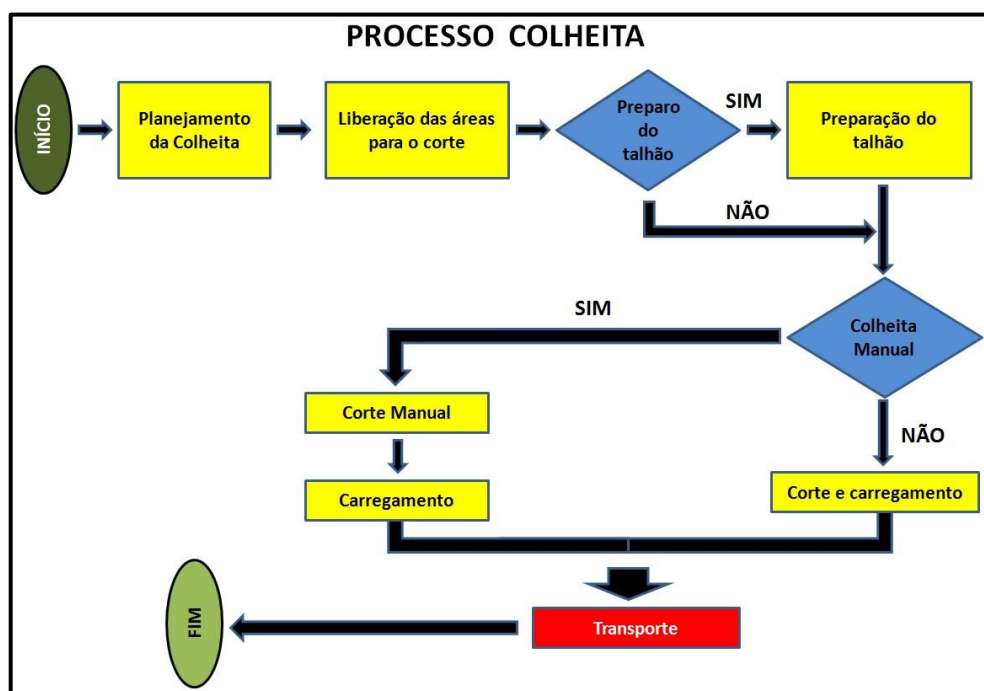 PROCESSO COLHEITA
INÍCIO
Planejamento
da Colheita
Liberação das áreas
para o corte
Preparo
do
talhão
SIM
Preparação do
talhão
NÃO
SIM
Colheita
Manual
Corte Manual
NÃO
Carregamento
Corte e carregamento
FIM
Transporte